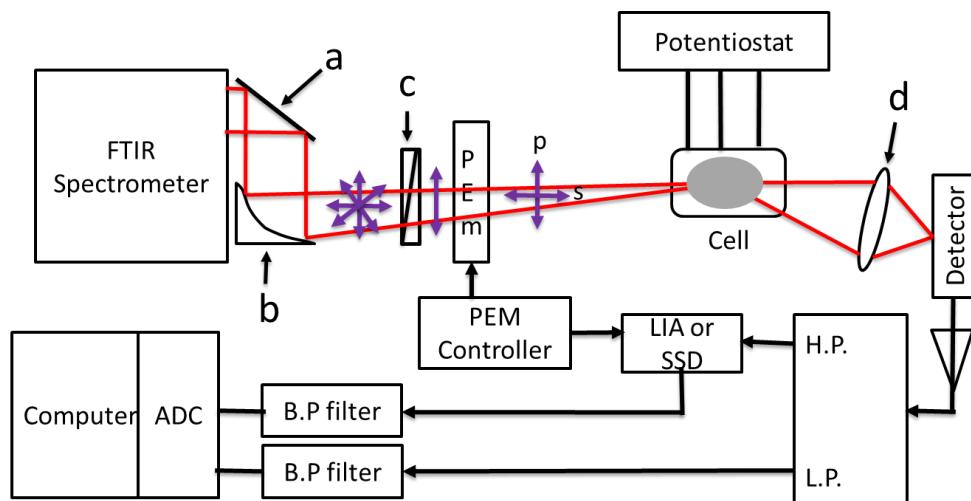 Potentiostat
a
c
d
FTIR
Spectrometer
P
E
m
p
s
Cell
Detector
b
PEM
Controller
LIA or
SSD
H.P.
Computer
ADC
B.P filter
B.P filter
L.P.